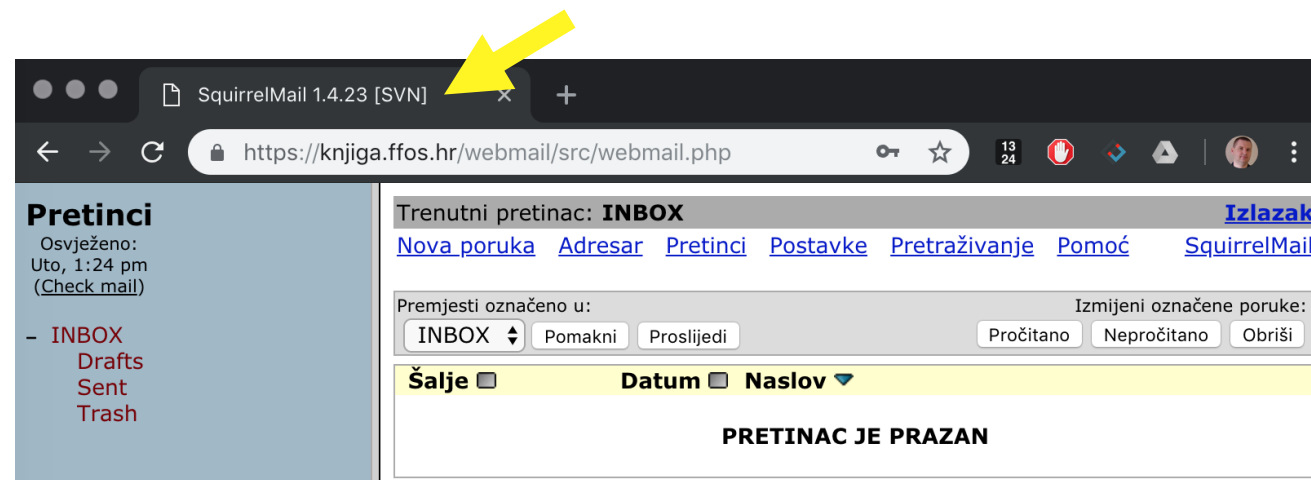 SquirrelMail 1.4.23 [SVN]
https://knjiga.ffos.hr/webmail/src/webmail.php
13
24
Pretinci
Osvježeno:
Uto, 1:24 pm
(Check mail)
– INBOX
Drafts
Sent
Trash
Trenutni pretinac: INBOX Izlazak
Nova poruka Adresar Pretinci Postavke Pretraživanje Pomoć SquirrelMail
Premjesti označeno u: Izmijeni označene poruke:
INBOX Pomakni Proslijedi Pročitano Nepročitano Obriši
Šalje Datum Naslov
PRETINAC JE PRAZAN